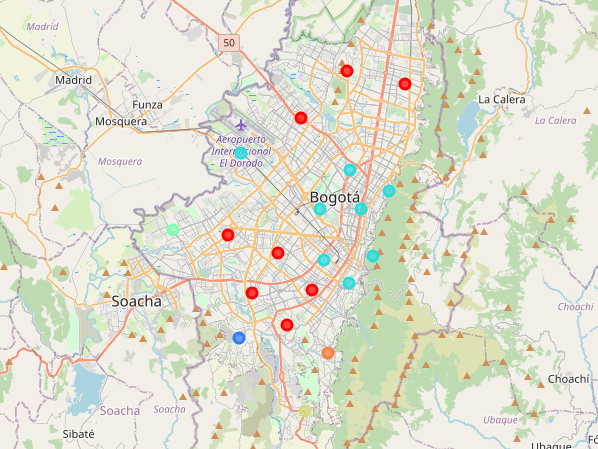 Madrid
50
Madrid
Funza
Mosquera
La Calera
La Calera
Aeropuerto
Internacional
El Dorado
Mosquera
Bogotá
Soacha
Choachí
Choachí
Soacha
Soacha
Ubaque
Sibaté
Ubaque
Fó